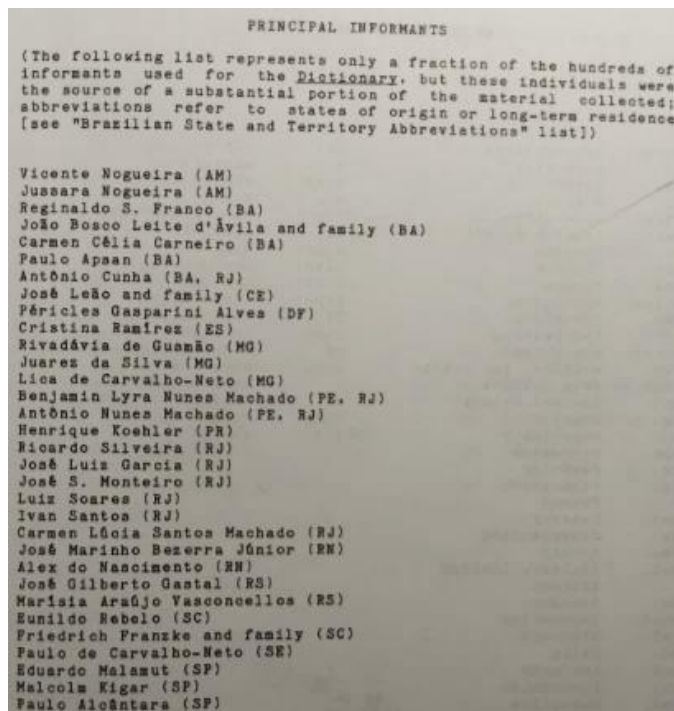 PRINCIPAL INFORMANTS
(The following list represents only a fraction of the hundreds of
informants used for the Dictionary, but these individuals were
the source of a substantial portion of the material collected;
abbreviations refer to states of origin or long-term residence
[see "Brazilian State and Territory Abbreviations" list])
Vicente Nogueira (AM)
Jussara Nogueira (AM)
Reginaldo S. Franco (BA)
João Bosco Leite d'Ávila and family (BA)
Carmen Célia Carneiro (BA)
Paulo Apsan (BA)
Antônio Cunha (BA, RJ)
José Leão and family (CE)
Péricles Gasparini Alves (DF)
Cristina Ramírez (ES)
Rivadávia de Gusmão (MG)
Juarez da Silva (MG)
Lica de Carvalho-Neto (MG)
Benjamin Lyra Nunes Machado (PE, RJ)
Antônio Nunes Machado (PE, RJ)
Henrique Koehler (PR)
Ricardo Silveira (RJ)
José Luiz Garcia (RJ)
José S. Monteiro (RJ)
Luiz Soares (RJ)
Ivan Santos (RJ)
Carmen Lúcia Santos Machado (RJ)
José Marinho Bezerra Júnior (RN)
Alex do Nascimento (RN)
José Gilberto Gastal (RS)
Marísia Araújo Vasconcellos (RS)
Eunildo Rebelo (SC)
Friedrich Franzke and family (SC)
Paulo de Carvalho-Neto (SE)
Eduardo Malamut (SP)
Malcolm Kigar (SP)
Paulo Alcântara (SP)